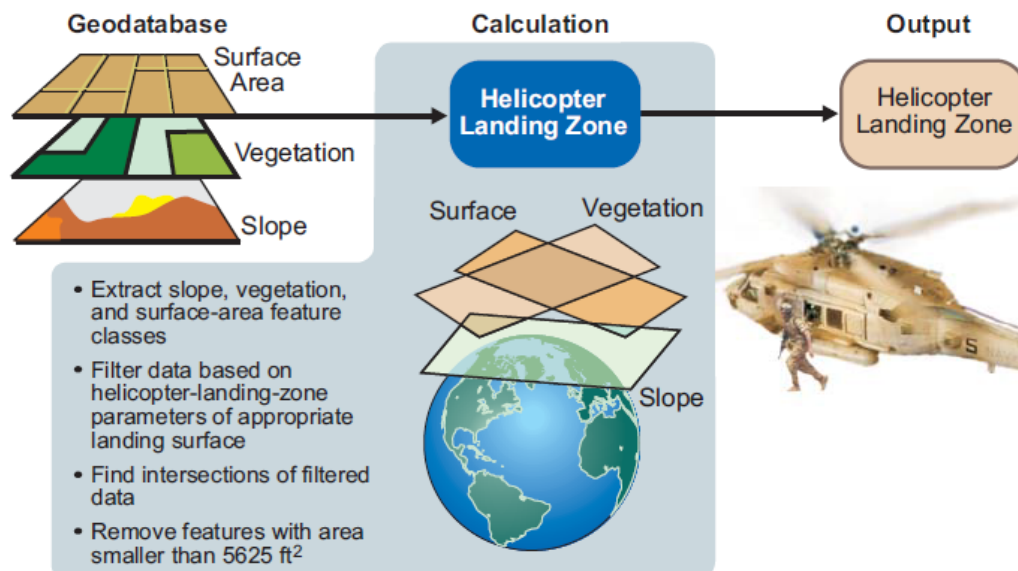 Geodatabase
Calculation
Output
Surface
Area
Vegetation
Slope
Helicopter
Landing Zone
Helicopter
Landing Zone
Surface
Vegetation
Slope
• Extract slope, vegetation,
and surface-area feature
classes
• Filter data based on
helicopter-landing-zone
parameters of appropriate
landing surface
• Find intersections of filtered
data
• Remove features with area
smaller than 5625 ft²
5